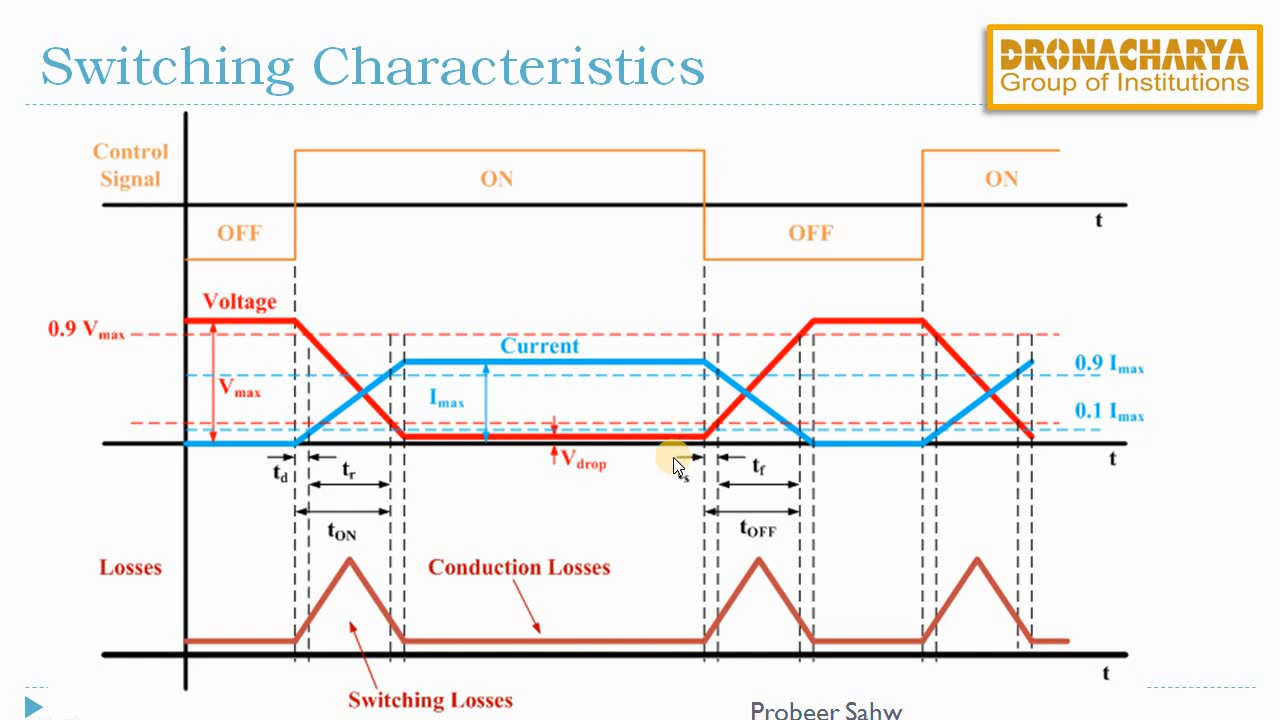 Switching Characteristics
DRONACHARYA
Group of Institutions
Control
Signal
ON
ON
OFF
OFF
t
Voltage
0.9 Vmax
Current
0.9 Imax
Vmax
Imax
0.1 Imax
Vdrop
t
td
tr
tf
tON
tOFF
Losses
Conduction Losses
t
Switching Losses
Probeer Sahw